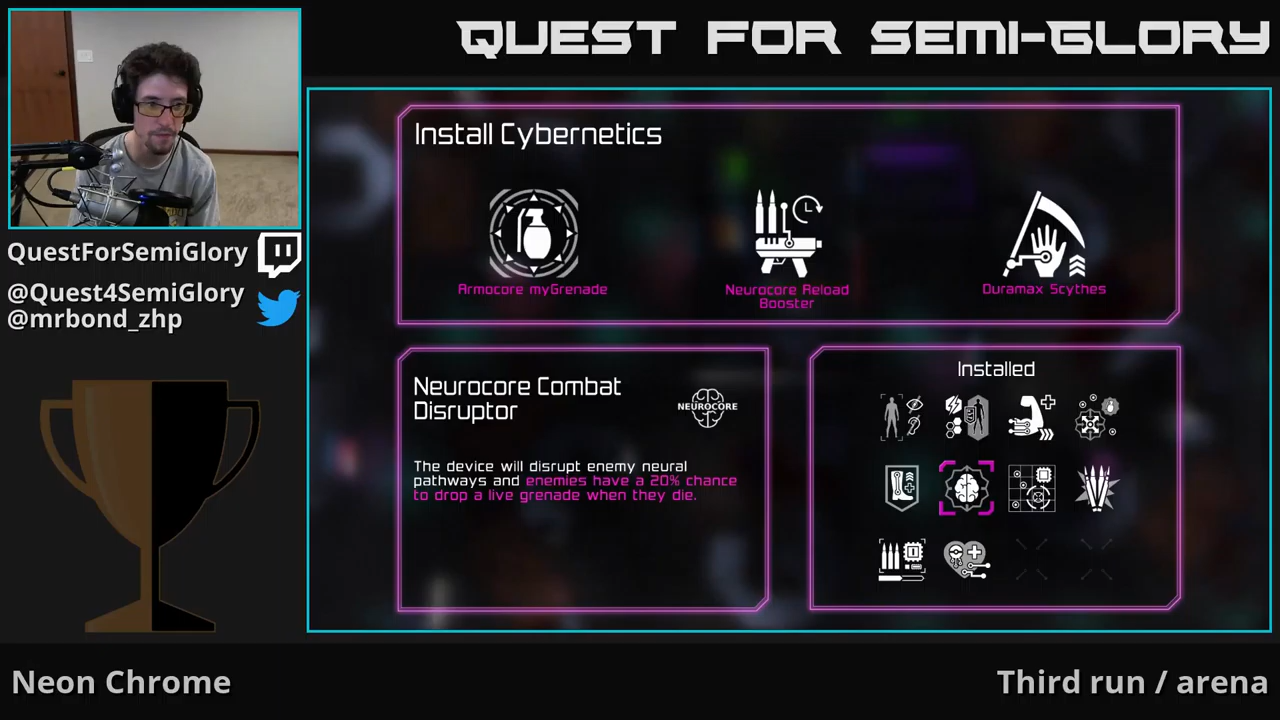 QUEST FOR SEMI-GLORY
QuestForSemiGlory
@Quest4SemiGlory
@mrbond_zhp
Install Cybernetics
Armocore myGrenade
Neurocore Reload
Booster
Duramax Scythes
Neurocore Combat
Disruptor
NEUROCORE
The device will disrupt enemy neural
pathways and enemies have a 20% chance
to drop a live grenade when they die.
Installed
Neon Chrome
Third run / arena